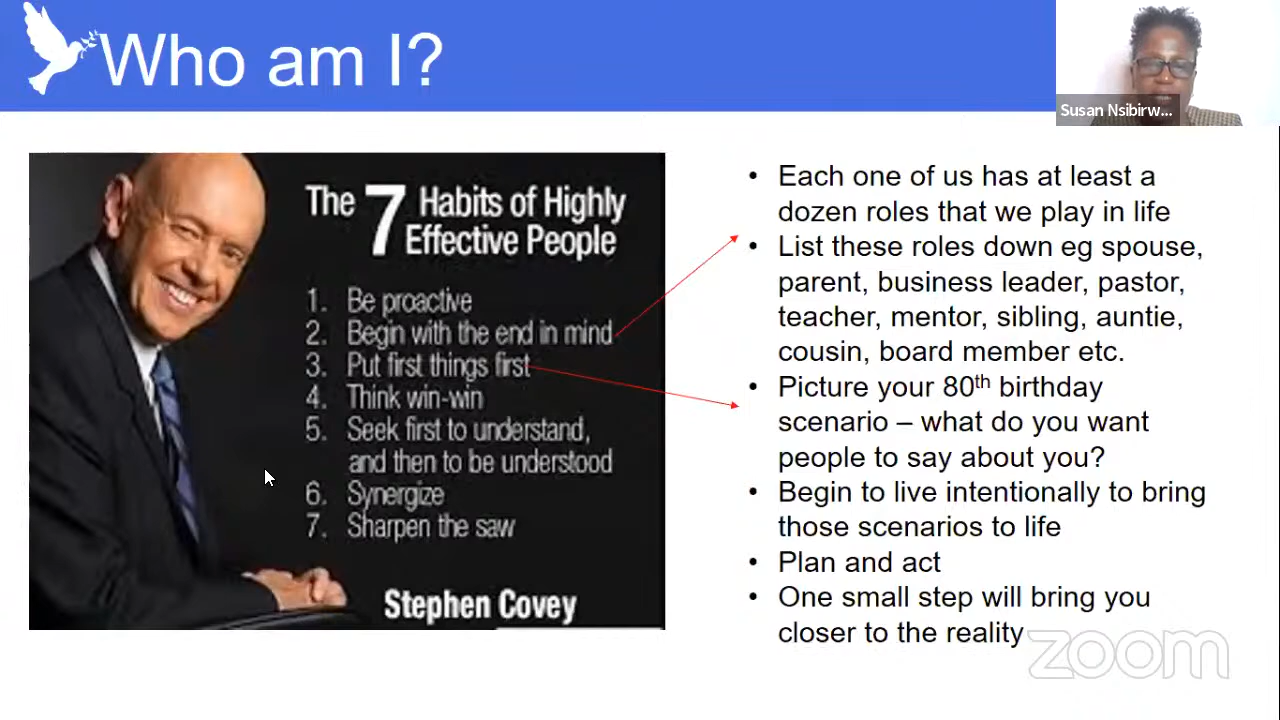 Who am I?
Susan Nsibirw...
The 7 Habits of Highly
Effective People
1. Be proactive
2. Begin with the end in mind
3. Put first things first
4. Think win-win
5. Seek first to understand,
and then to be understood
6. Synergize
7. Sharpen the saw
Stephen Covey
• Each one of us has at least a
dozen roles that we play in life
• List these roles down eg spouse,
parent, business leader, pastor,
teacher, mentor, sibling, auntie,
cousin, board member etc.
• Picture your 80th birthday
scenario – what do you want
people to say about you?
• Begin to live intentionally to bring
those scenarios to life
• Plan and act
• One small step will bring you
closer to the reality
zoom